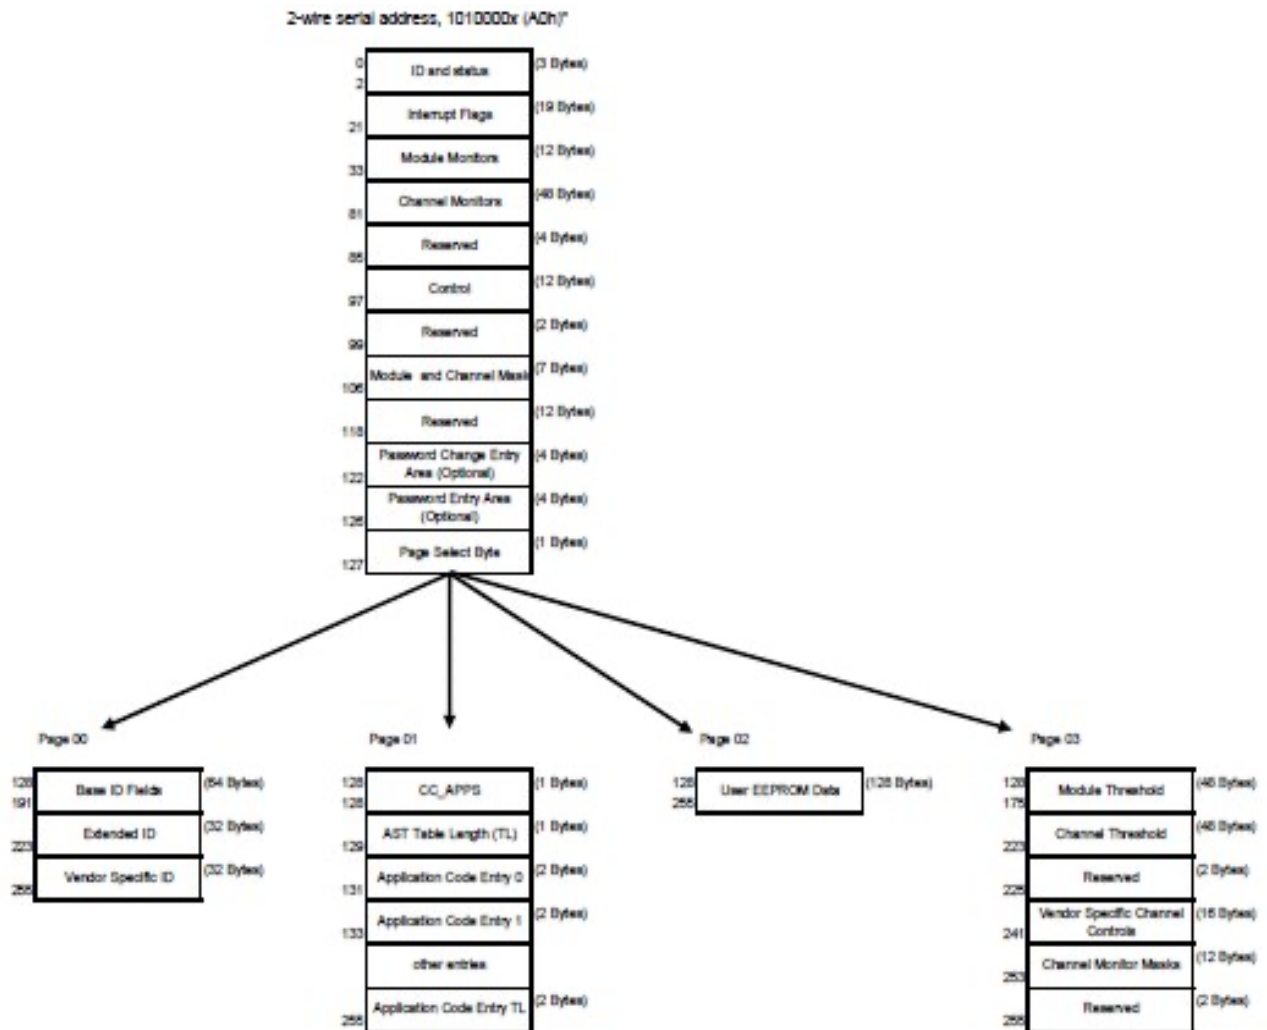 2-wire serial address, 1010000x (A0h)"
0
ID and status
(3 Bytes)
2
Interrupt Flags
(19 Bytes)
21
Module Monitors
(12 Bytes)
33
Channel Monitors
(48 Bytes)
81
Reserved
(4 Bytes)
85
Control
(12 Bytes)
97
Reserved
(2 Bytes)
99
Module and Channel Mask
(7 Bytes)
106
Reserved
(12 Bytes)
118
Password Change Entry
Area (Optional)
(4 Bytes)
122
Password Entry Area
(Optional)
(4 Bytes)
126
Page Select Byte
(1 Bytes)
127
Page 00
128
Base ID Fields
(64 Bytes)
191
Extended ID
(32 Bytes)
223
Vendor Specific ID
(32 Bytes)
255
Page 01
128
CC_APPS
(1 Bytes)
128
AST Table Length (TL)
(1 Bytes)
129
Application Code Entry 0
(2 Bytes)
131
Application Code Entry 1
(2 Bytes)
133
other entries
Application Code Entry TL
(2 Bytes)
255
Page 02
128
User EEPROM Data
(128 Bytes)
255
Page 03
128
Module Threshold
(48 Bytes)
175
Channel Threshold
(48 Bytes)
223
Reserved
(2 Bytes)
225
Vendor Specific Channel
Controls
(16 Bytes)
241
Channel Monitor Masks
(12 Bytes)
253
Reserved
(2 Bytes)
255